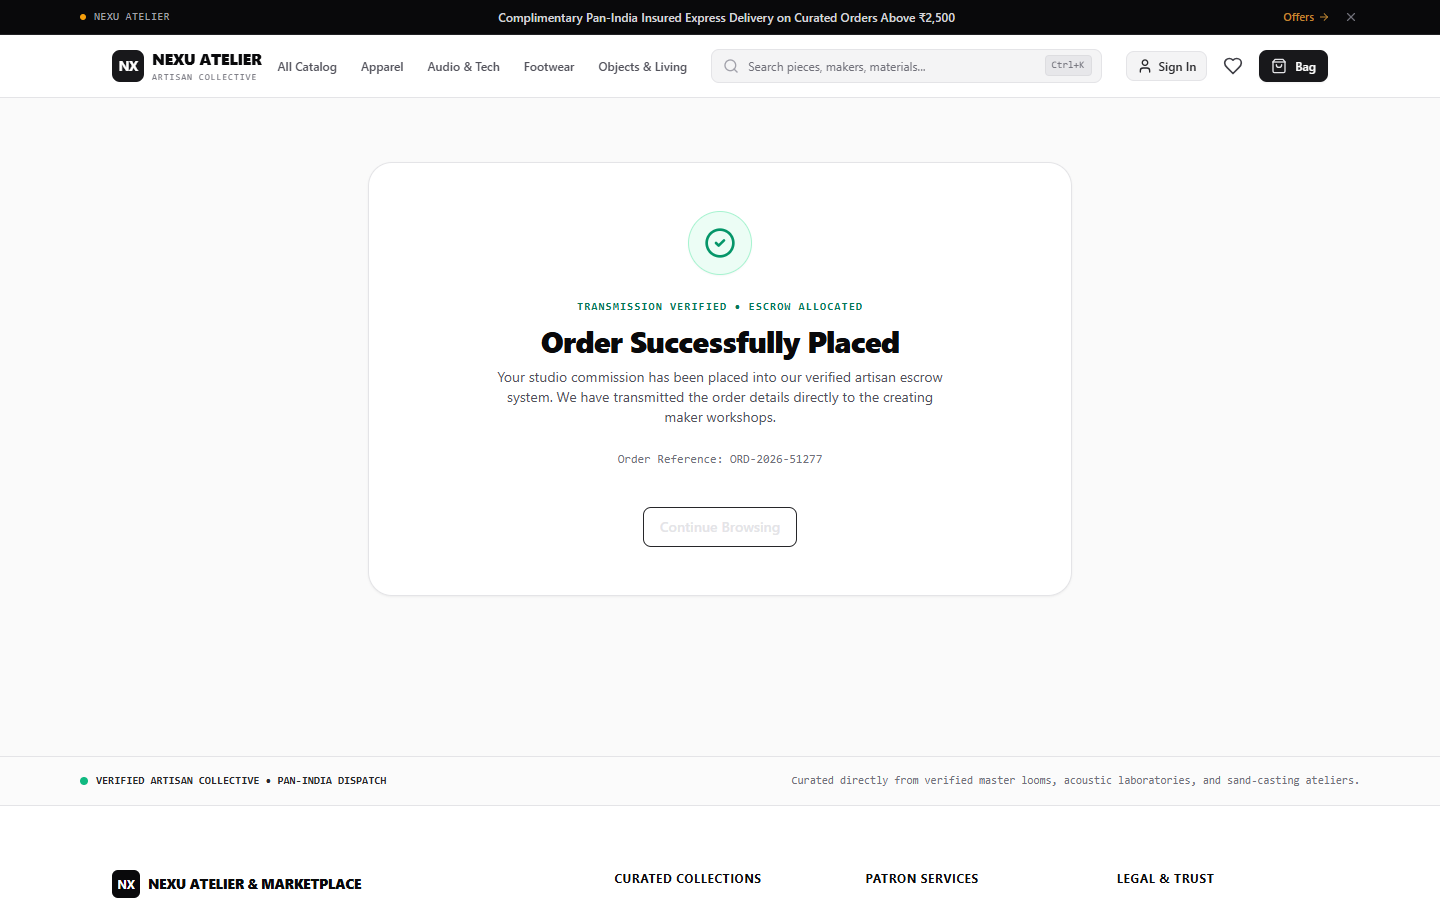 NEXU ATELIER
Complimentary Pan-India Insured Express Delivery on Curated Orders Above ₹2,500
Offers →
NX
NEXU ATELIER
ARTISAN COLLECTIVE
All Catalog
Apparel
Audio & Tech
Footwear
Objects & Living
Search pieces, makers, materials...
Ctrl+K
Sign In
Bag
TRANSMISSION VERIFIED • ESCROW ALLOCATED
Order Successfully Placed
Your studio commission has been placed into our verified artisan escrow
system. We have transmitted the order details directly to the creating
maker workshops.
Order Reference: ORD-2026-51277
Continue Browsing
VERIFIED ARTISAN COLLECTIVE • PAN-INDIA DISPATCH
Curated directly from verified master looms, acoustic laboratories, and sand-casting ateliers.
NX
NEXU ATELIER & MARKETPLACE
CURATED COLLECTIONS
PATRON SERVICES
LEGAL & TRUST